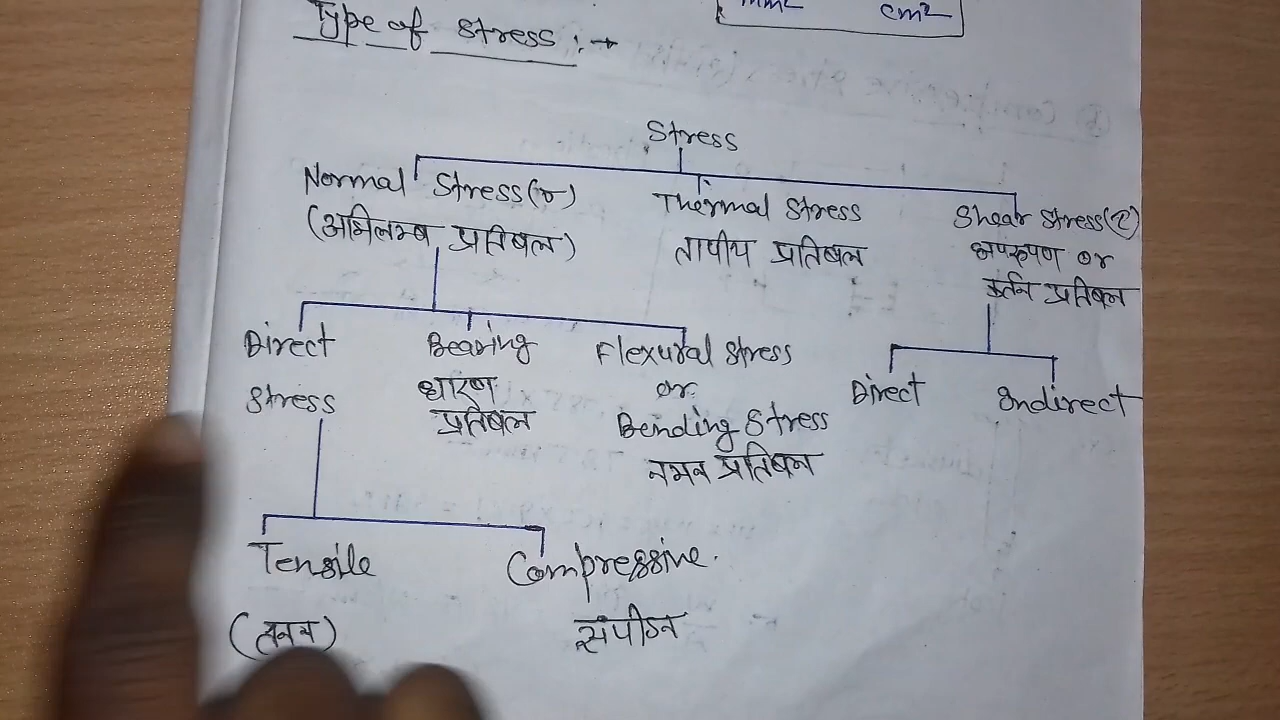 mm² cm²
Type of stress :→
Stress
Normal Stress(σ)
(अभिलम्ब प्रतिबल)
Thermal Stress
तापीय प्रतिबल
Shear Stress(τ)
अपरूपण or
कर्तन प्रतिबल
Direct
Stress
Bearing
धारण
प्रतिबल
Flexural Stress
or
Bending Stress
नमन प्रतिबल
Direct
Indirect
Tensile
(तनन)
Compressive.
संपीडन